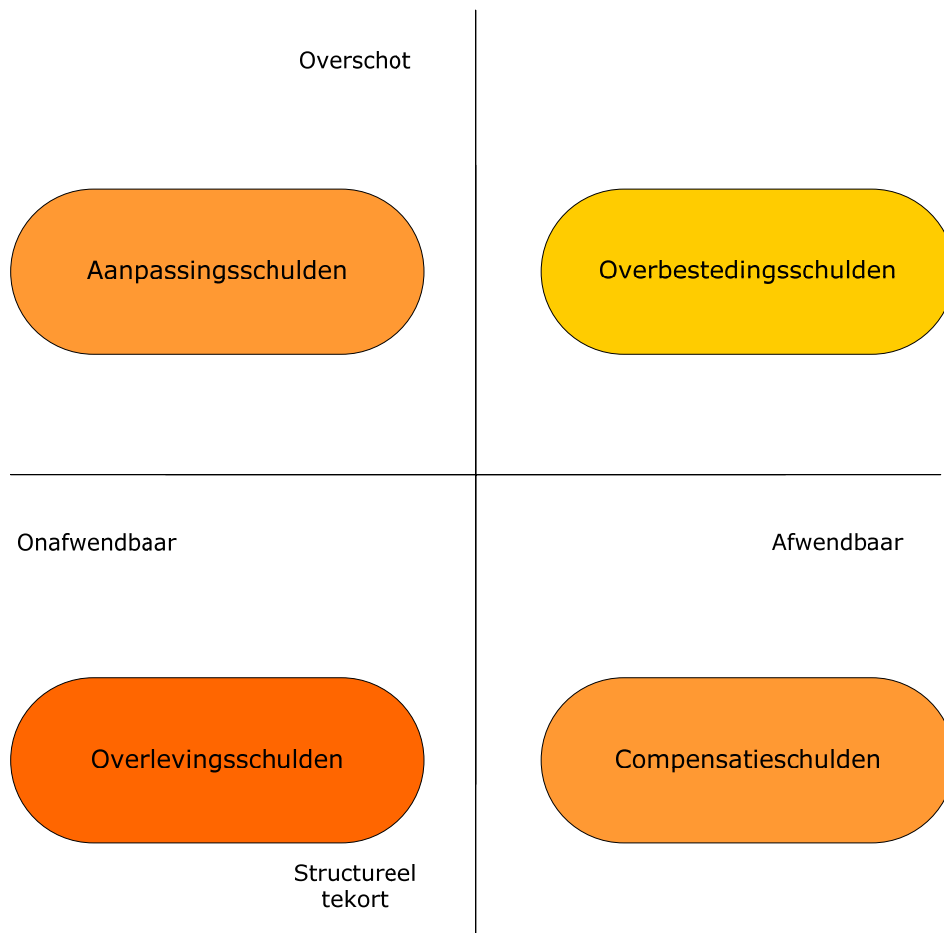 Overschot
Aanpassingsschulden
Overbestedingsschulden
Onafwendbaar
Afwendbaar
Overlevingsschulden
Compensatieschulden
Structureel
tekort